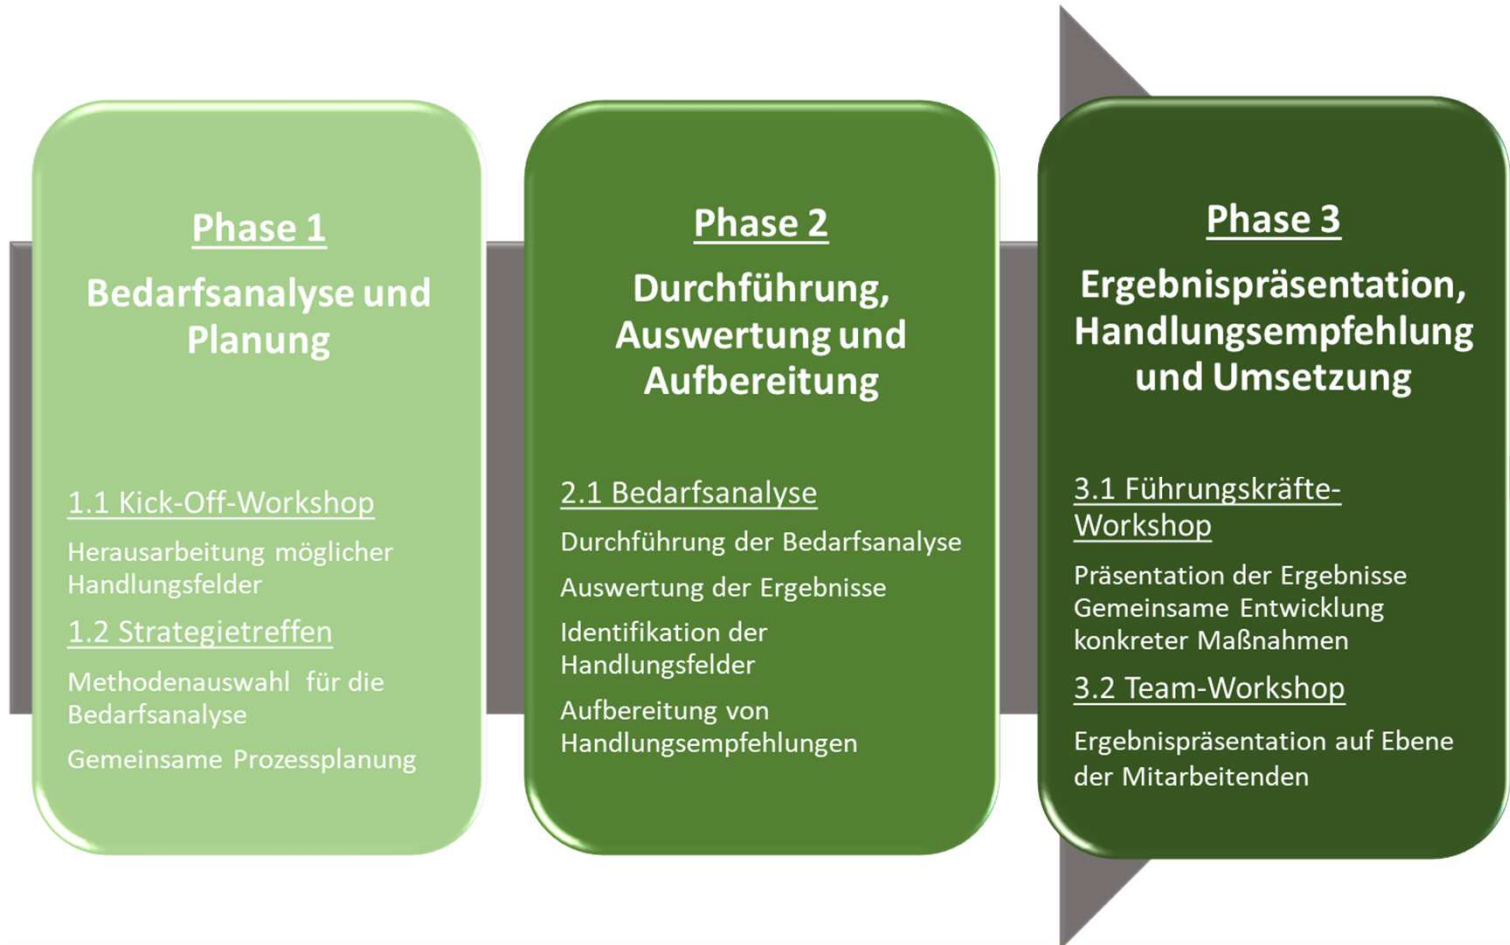 Phase 1
Bedarfsanalyse und
Planung
1.1 Kick-Off-Workshop
Herausarbeitung möglicher
Handlungsfelder
1.2 Strategietreffen
Methodenauswahl für die
Bedarfsanalyse
Gemeinsame Prozessplanung
Phase 2
Durchführung,
Auswertung und
Aufbereitung
2.1 Bedarfsanalyse
Durchführung der Bedarfsanalyse
Auswertung der Ergebnisse
Identifikation der
Handlungsfelder
Aufbereitung von
Handlungsempfehlungen
Phase 3
Ergebnispräsentation,
Handlungsempfehlung
und Umsetzung
3.1 Führungskräfte-
Workshop
Präsentation der Ergebnisse
Gemeinsame Entwicklung
konkreter Maßnahmen
3.2 Team-Workshop
Ergebnispräsentation auf Ebene
der Mitarbeitenden